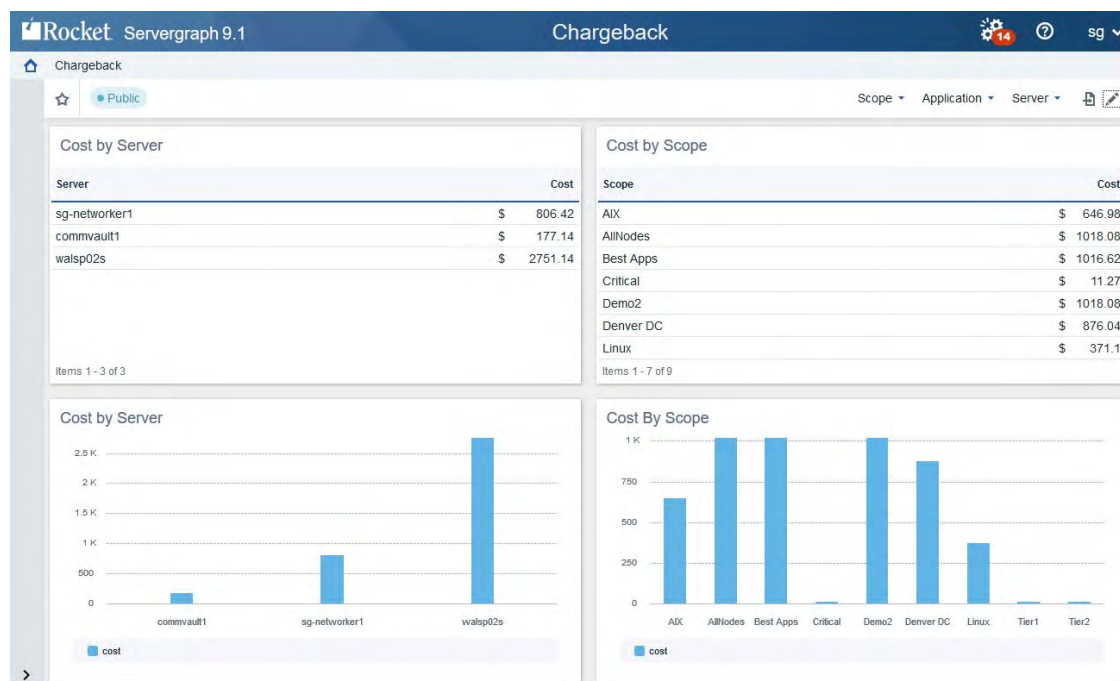 Rocket Servergraph 9.1 Chargeback 14 ? sg
Chargeback
Public Scope Application Server
Cost by Server
Server Cost
sg-networker1 $ 806.42
commvault1 $ 177.14
walsp02s $ 2751.14
Items 1 - 3 of 3
Cost by Scope
Scope Cost
AIX $ 646.98
AllNodes $ 1018.08
Best Apps $ 1016.62
Critical $ 11.27
Demo2 $ 1018.08
Denver DC $ 876.04
Linux $ 371.1
Items 1 - 7 of 9
Cost by Server
2.5 K
2 K
1.5 K
1 K
500
0
commvault1 sg-networker1 walsp02s
cost
Cost By Scope
1 K
750
500
250
0
AIX AllNodes Best Apps Critical Demo2 Denver DC Linux Tier1 Tier2
cost